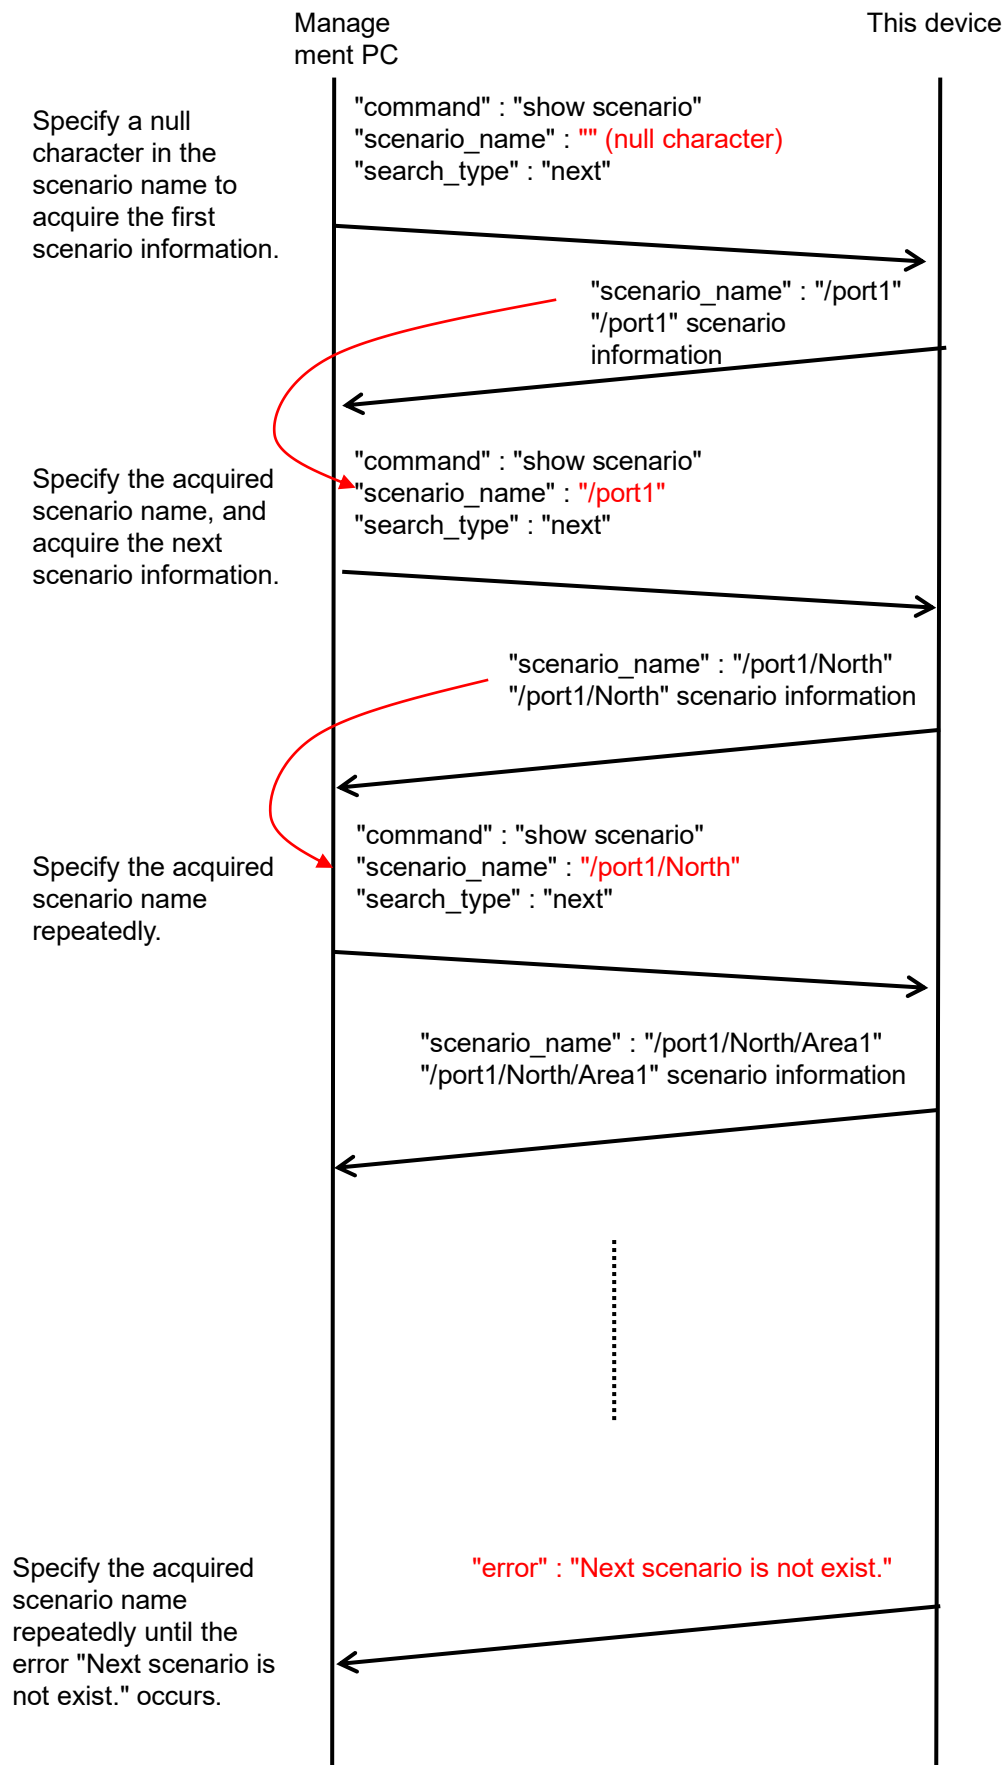 Manage
ment PC
This device
Specify a null
character in the
scenario name to
acquire the first
scenario information.
"command" : "show scenario"
"scenario_name" : "" (null character)
"search_type" : "next"
"scenario_name" : "/port1"
"/port1" scenario
information
Specify the acquired
scenario name, and
acquire the next
scenario information.
"command" : "show scenario"
"scenario_name" : "/port1"
"search_type" : "next"
"scenario_name" : "/port1/North"
"/port1/North" scenario information
Specify the acquired
scenario name
repeatedly.
"command" : "show scenario"
"scenario_name" : "/port1/North"
"search_type" : "next"
"scenario_name" : "/port1/North/Area1"
"/port1/North/Area1" scenario information
Specify the acquired
scenario name
repeatedly until the
error "Next scenario is
not exist." occurs.
"error" : "Next scenario is not exist."